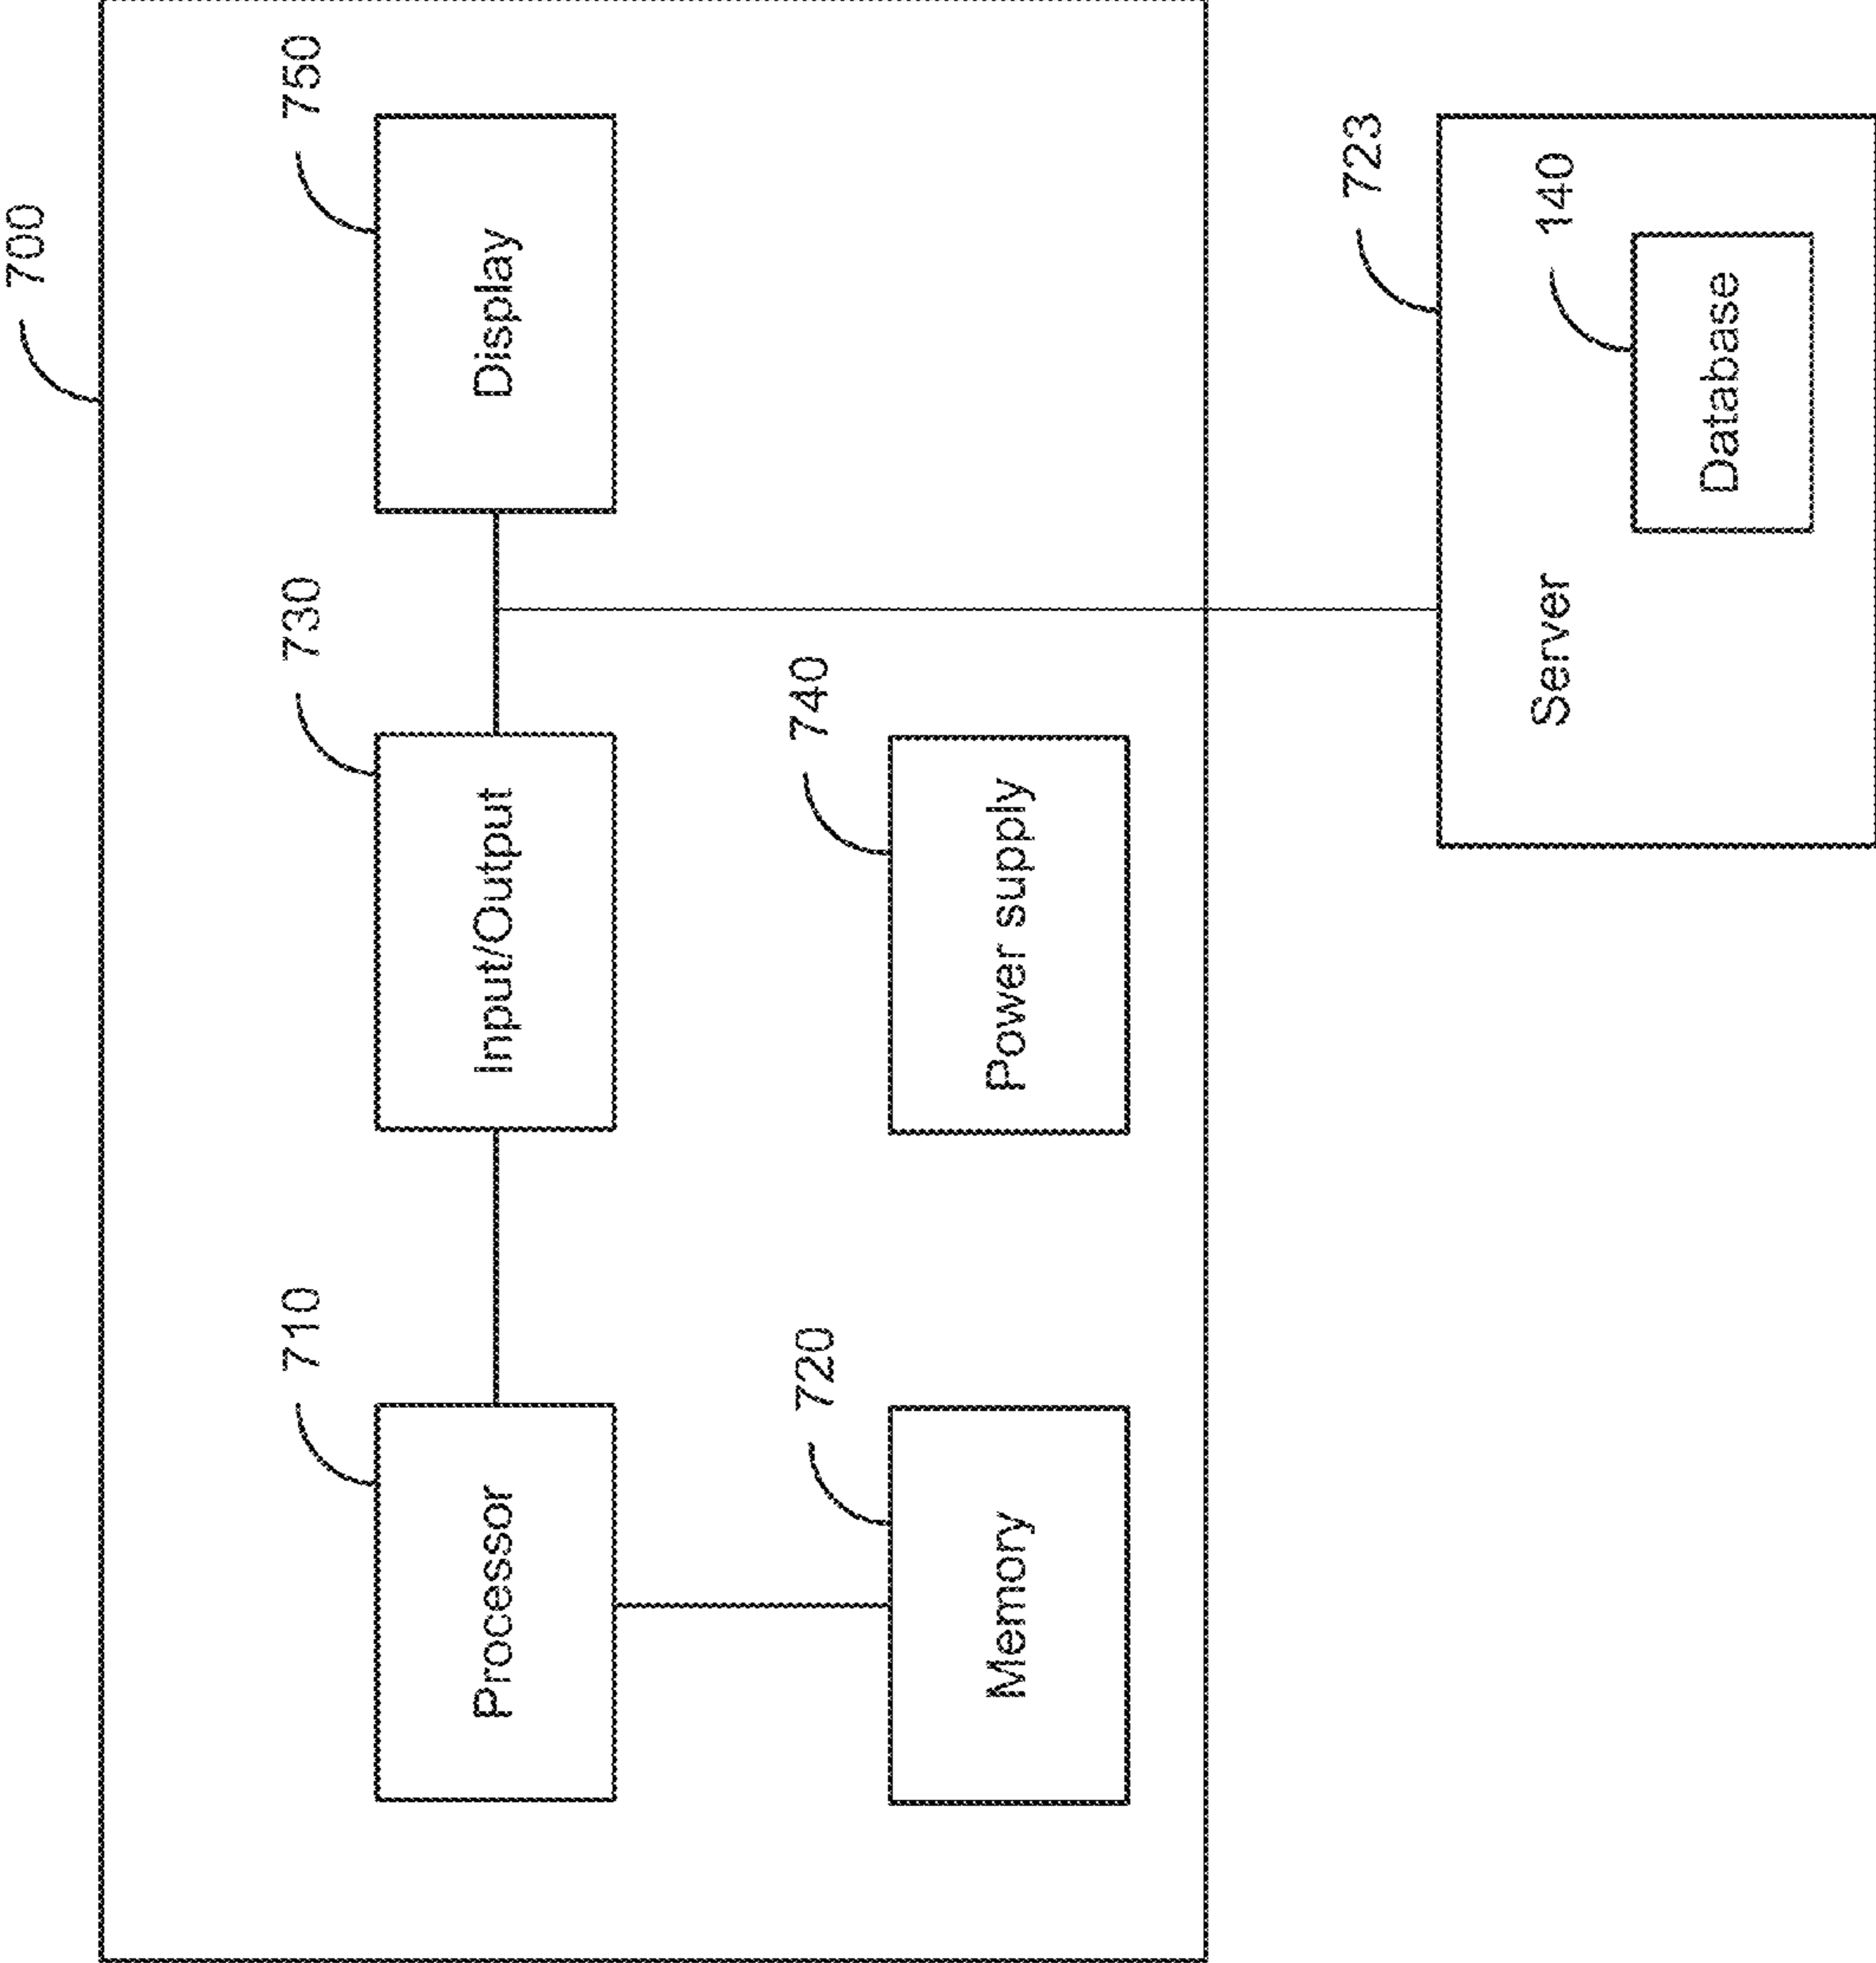 700
710
730
750
Processor
Input/Output
Display
720
740
Memory
Power supply
723
Server
140
Database